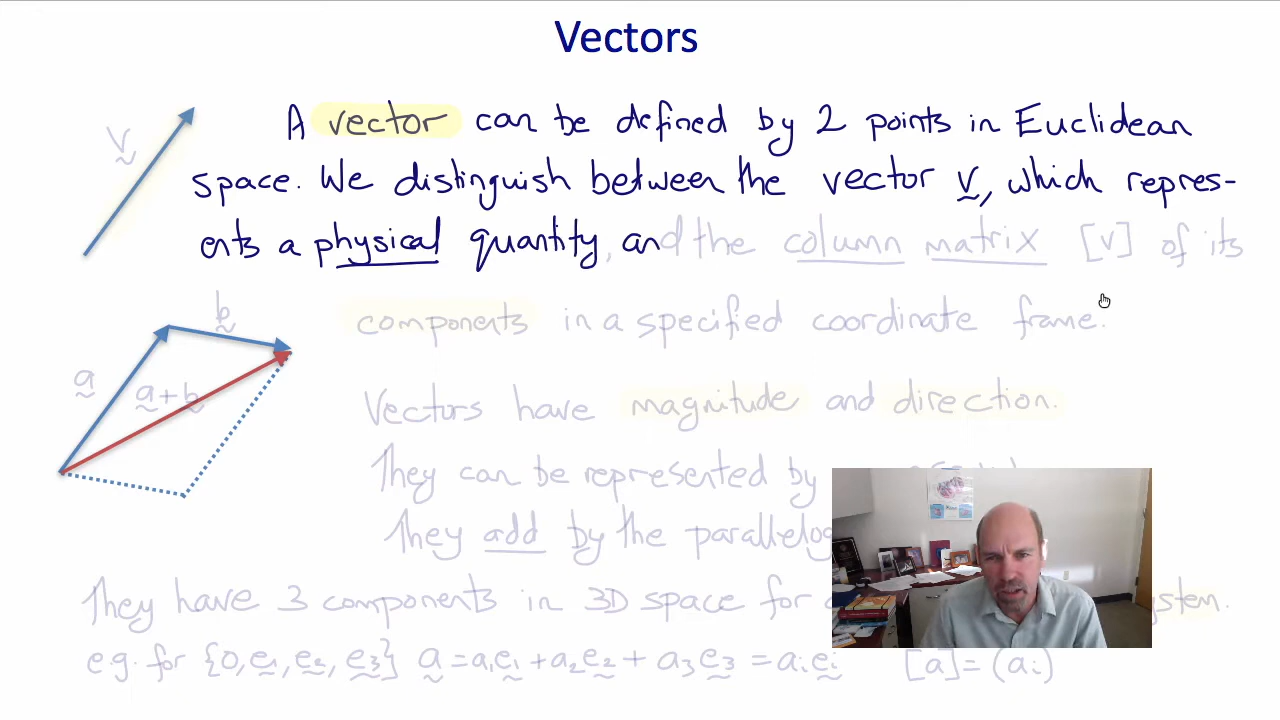 Vectors
A vector can be defined by 2 points in Euclidean
space. We distinguish between the vector v, which repres-
ents a physical quantity, and the column matrix [v] of its
components in a specified coordinate frame.
Vectors have magnitude and direction.
They can be represented by
They add by the
They have 3 components in 3D space for
e.g. for {0, e1, e2, e3} a = a1e1 + a2e2 + a3e3 = aiei [a] = (ai)
v
b
a
a+b